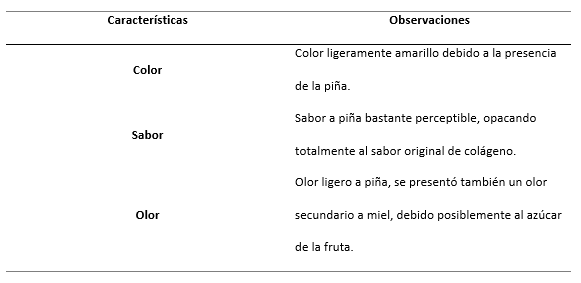 Características Observaciones
Color ligeramente amarillo debido a la presencia
Color
de la piña.
Sabor a piña bastante perceptible, opacando
Sabor
totalmente al sabor original de colágeno.
Olor ligero a piña, se presentó también un olor
Olor secundario a miel, debido posiblemente al azúcar
de la fruta.